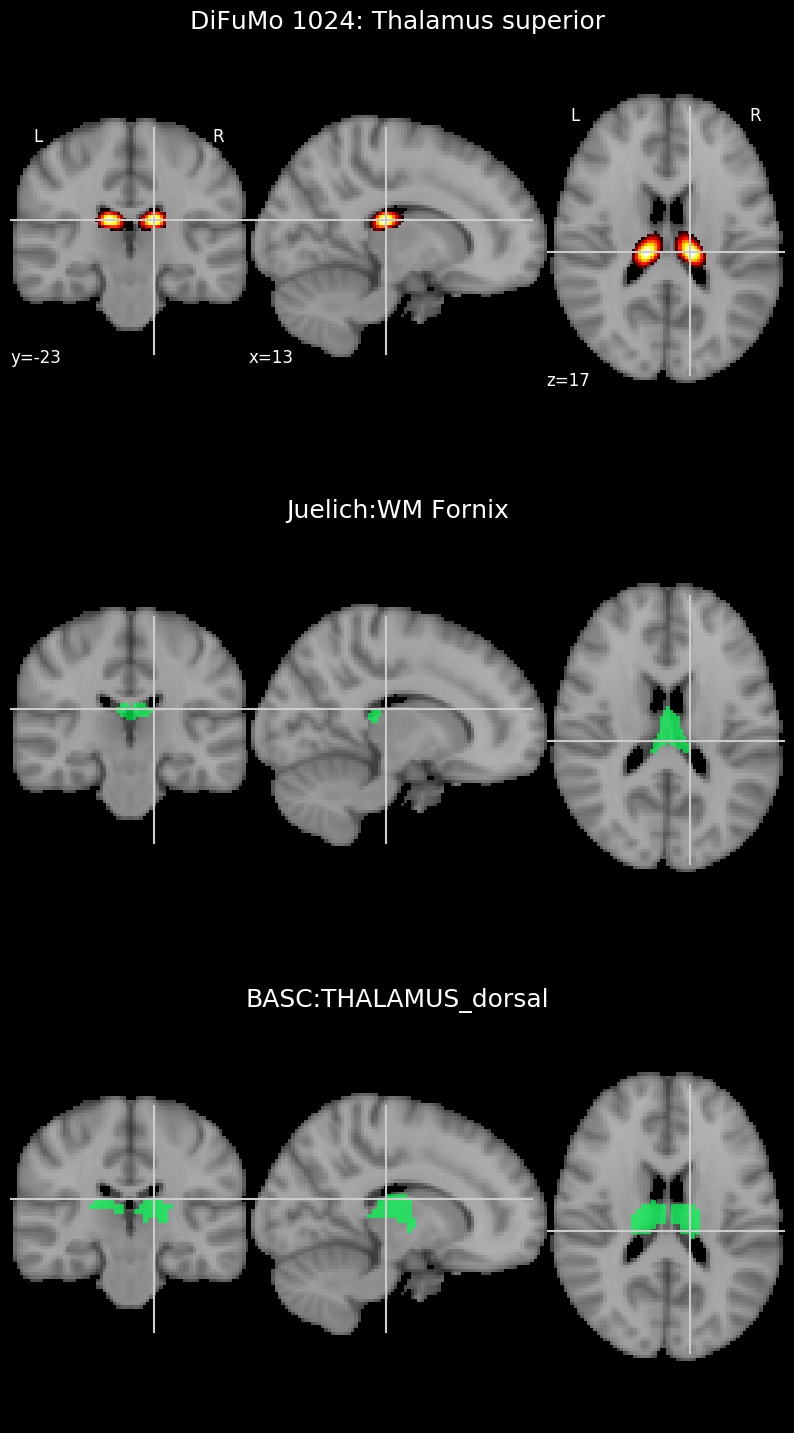 DiFuMo 1024: Thalamus superior
L R L R
y=-23 x=13 z=17
Juelich:WM Fornix
BASC:THALAMUS_dorsal